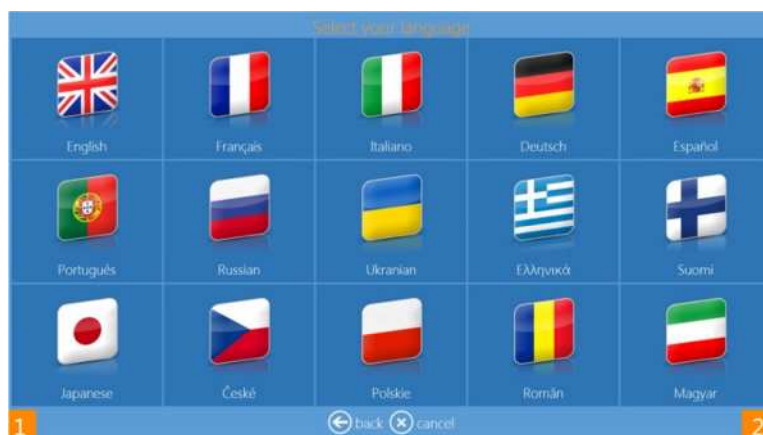 Select your language
English Français Italiano Deutsch Español
Português Russian Ukranian Ελληνικά Suomi
Japanese České Polskie Român Magyar
1 back cancel 2